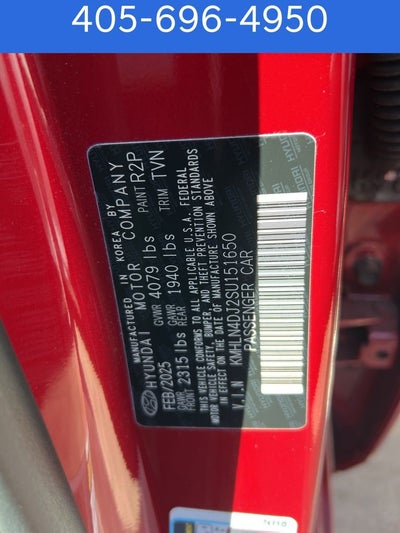 405-696-4950
MANUFACTURED IN KOREA BY
HYUNDAI MOTOR COMPANY
PAINT R2P
FEB/2025
GVWR 4079 lbs
TRIM TVN
GAWR FRONT 2315 lbs
GAWR REAR 1940 lbs
THIS VEHICLE CONFORMS TO ALL APPLICABLE U.S.A. FEDERAL
MOTOR VEHICLE SAFETY, BUMPER, AND THEFT PREVENTION STANDARDS
IN EFFECT ON THE DATE OF MANUFACTURE SHOWN ABOVE
V.I.N KMHLN4DJ2SU151650
PASSENGER CAR